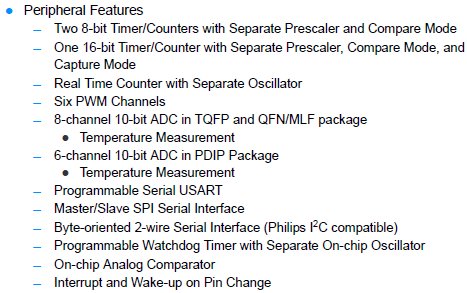 ● Peripheral Features
– Two 8-bit Timer/Counters with Separate Prescaler and Compare Mode
– One 16-bit Timer/Counter with Separate Prescaler, Compare Mode, and
Capture Mode
– Real Time Counter with Separate Oscillator
– Six PWM Channels
– 8-channel 10-bit ADC in TQFP and QFN/MLF package
● Temperature Measurement
– 6-channel 10-bit ADC in PDIP Package
● Temperature Measurement
– Programmable Serial USART
– Master/Slave SPI Serial Interface
– Byte-oriented 2-wire Serial Interface (Philips I²C compatible)
– Programmable Watchdog Timer with Separate On-chip Oscillator
– On-chip Analog Comparator
– Interrupt and Wake-up on Pin Change